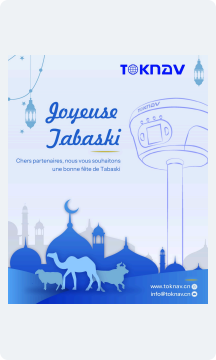 TOKNAV
TOKNAV
Joyeuse
Tabaski
Chers partenaires, nous vous souhaitons
une bonne fête de Tabaski
www.toknav.cn
info@toknav.cn